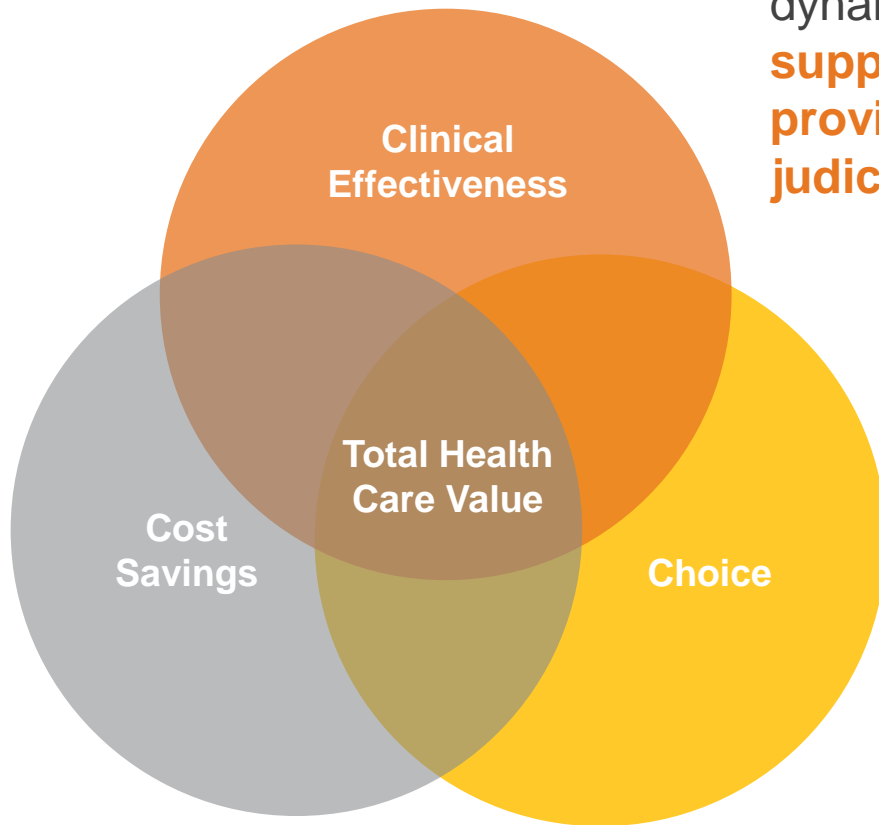 Clinical
Effectiveness
Total Health
Care Value
Cost
Savings
Choice